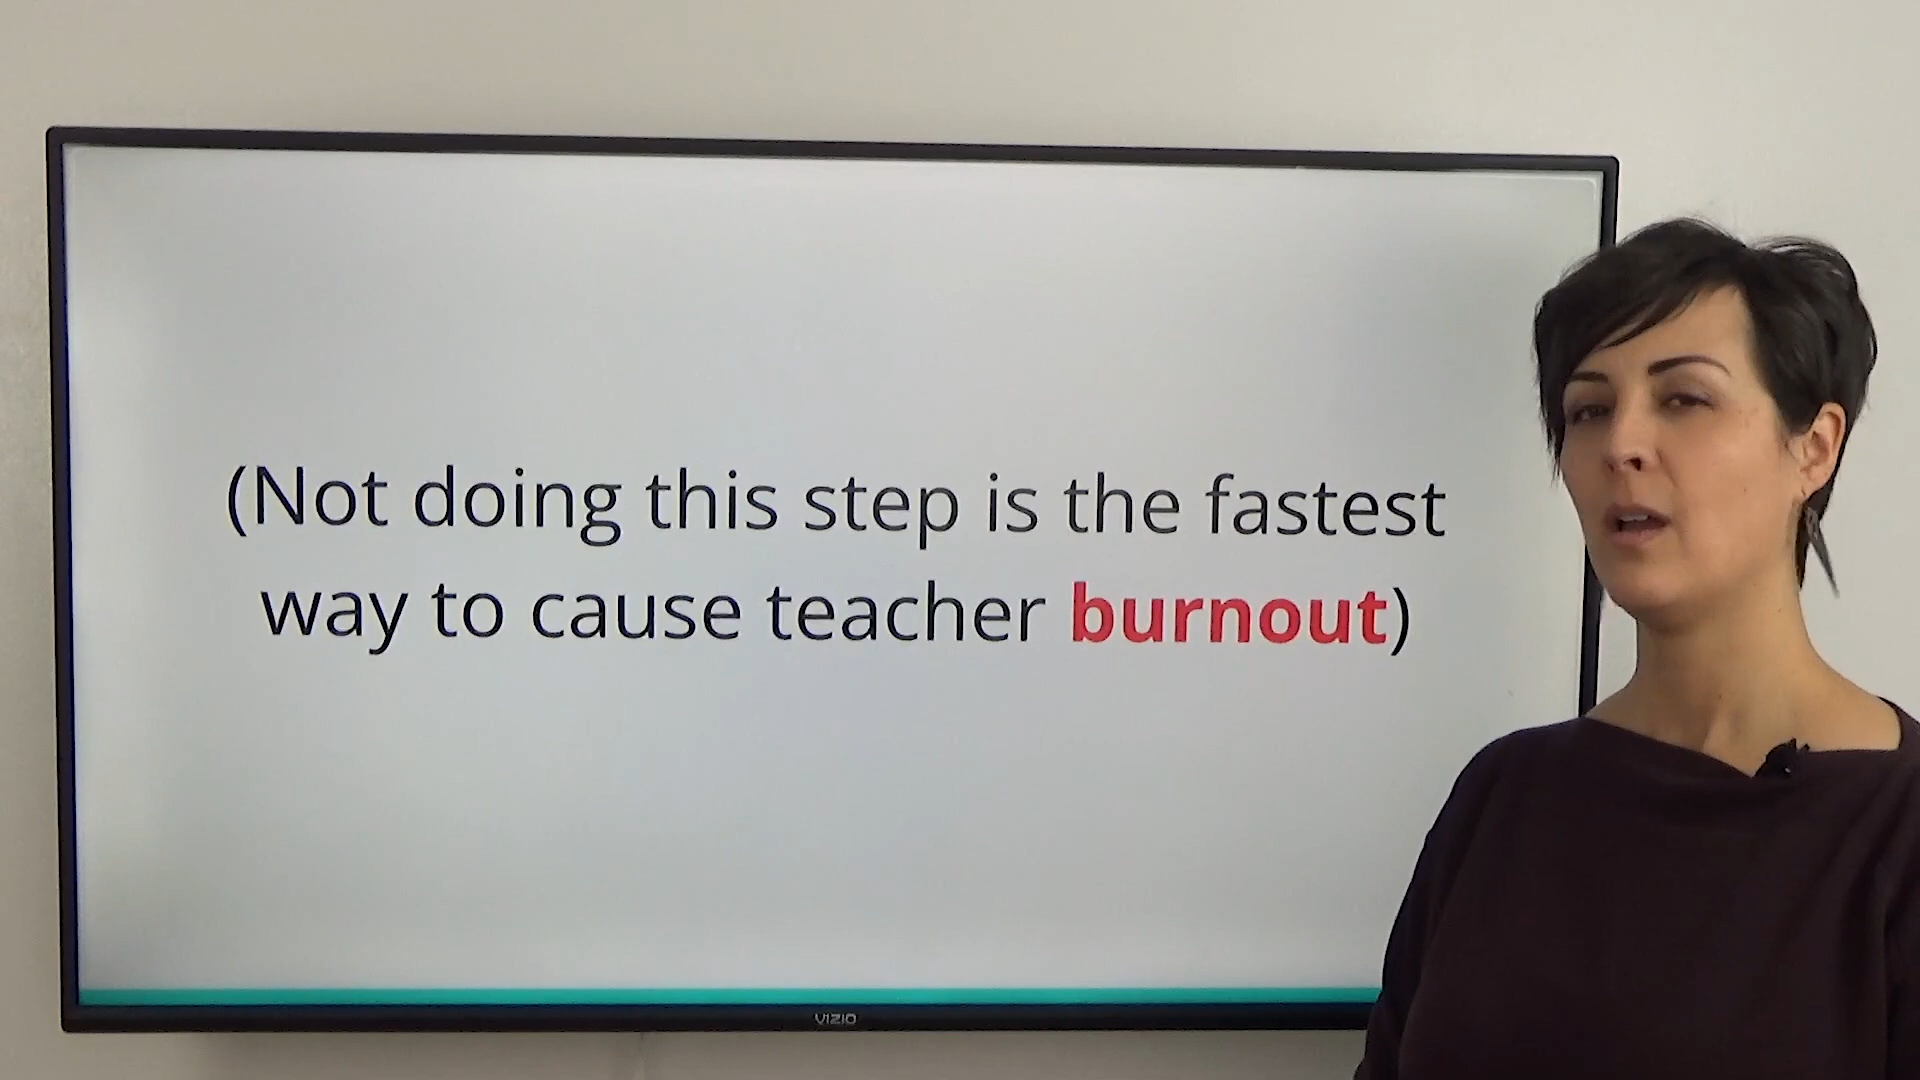 (Not doing this step is the fastest
way to cause teacher burnout)
VIZIO